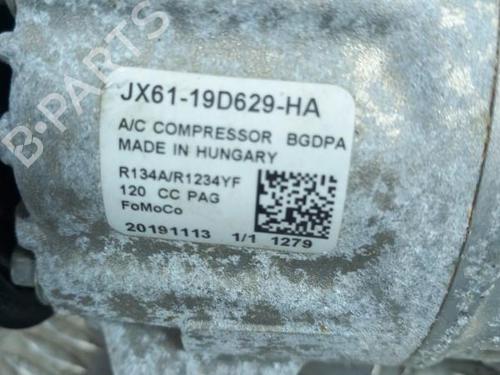 B-PARTS
JX61-19D629-HA
A/C COMPRESSOR BGDPA
MADE IN HUNGARY
R134A/R1234YF
120 CC PAG
FoMoCo
20191113 1/1 1279